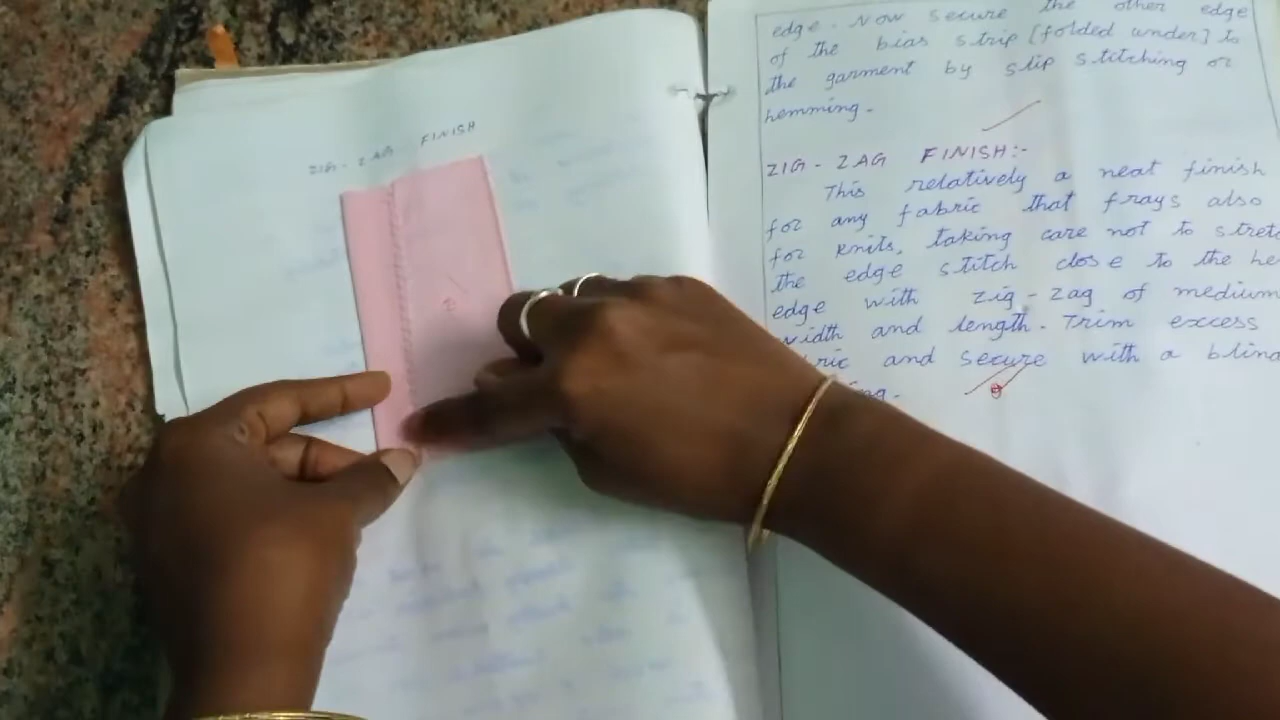 ZIG - ZAG FINISH
edge. Now secure the other edge
of the bias strip [folded under] to
the garment by slip stitching or
hemming.
ZIG - ZAG FINISH:-
This relatively a neat finish
for any fabric that frays also
for knits, taking care not to
the edge stitch close to the
edge with zig-zag of medium
width and length. Trim excess
and secure with a